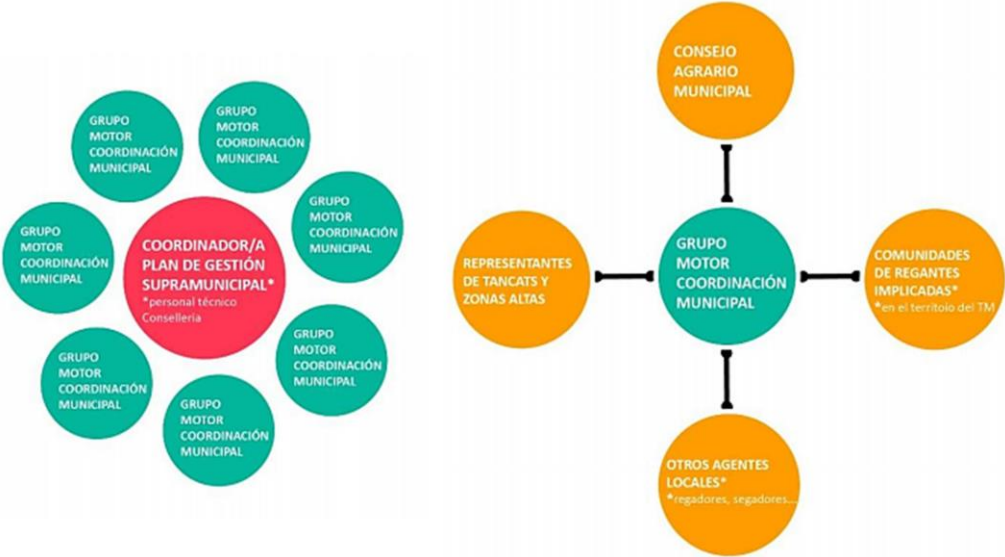 GRUPO
MOTOR
COORDINACIÓN
MUNICIPAL
GRUPO
MOTOR
COORDINACIÓN
MUNICIPAL
GRUPO
MOTOR
COORDINACIÓN
MUNICIPAL
GRUPO
MOTOR
COORDINACIÓN
MUNICIPAL
COORDINADOR/A
PLAN DE GESTIÓN
SUPRAMUNICIPAL*
*personal técnico
Conselleria
GRUPO
MOTOR
COORDINACIÓN
MUNICIPAL
GRUPO
MOTOR
COORDINACIÓN
MUNICIPAL
GRUPO
MOTOR
COORDINACIÓN
MUNICIPAL
CONSEJO
AGRARIO
MUNICIPAL
REPRESENTANTES
DE TANCATS Y
ZONAS ALTAS
GRUPO
MOTOR
COORDINACIÓN
MUNICIPAL
COMUNIDADES
DE REGANTES
IMPLICADAS*
*en el territoio del TM
OTROS AGENTES
LOCALES*
*regadores, segadores...